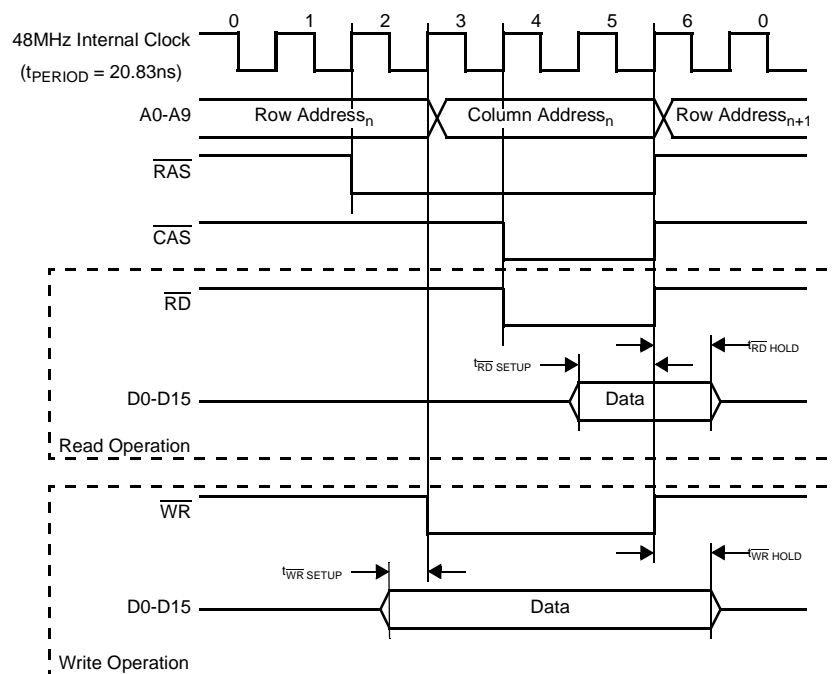 0 1 2 3 4 5 6 0
48MHz Internal Clock
(tPERIOD = 20.83ns)
A0-A9 Row Addressn Column Addressn Row Addressn+1
RAS
CAS
RD
tRD SETUP tRD HOLD
D0-D15 Data
Read Operation
WR
tWR SETUP tWR HOLD
D0-D15 Data
Write Operation